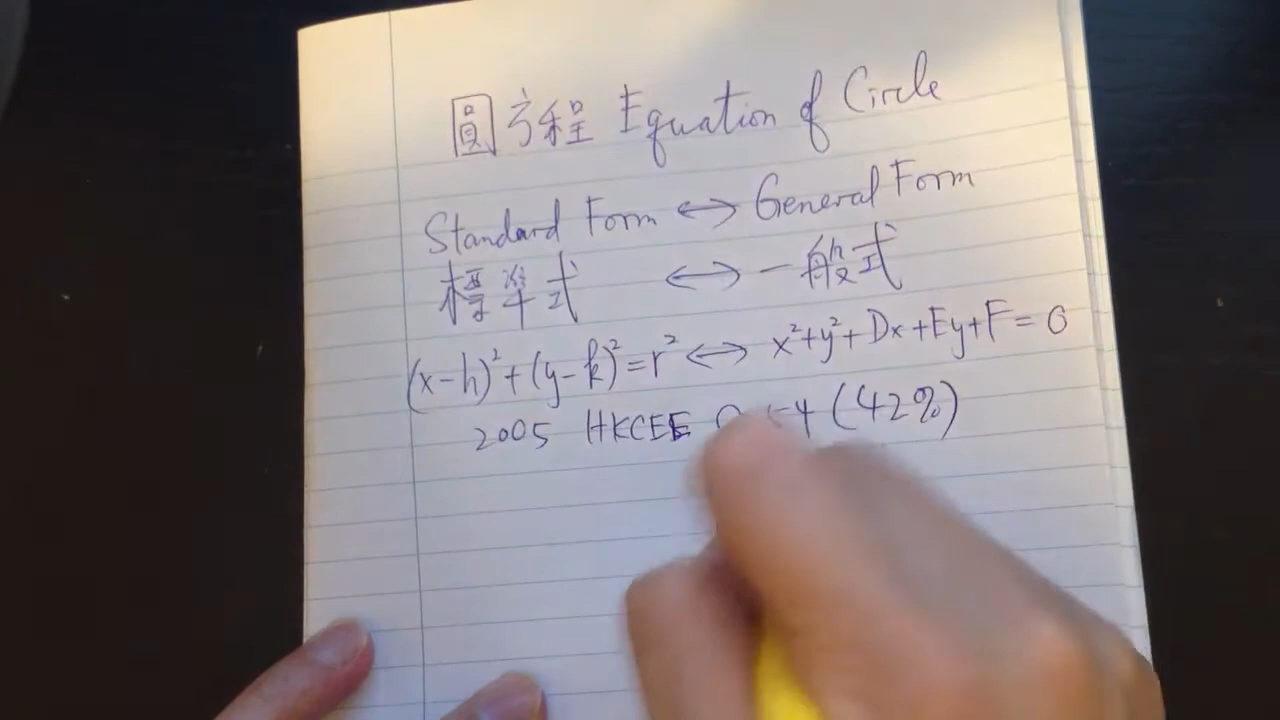 圓方程 Equation of Circle
Standard Form ↔ General Form
標準式 ↔ 一般式
(x-h)²+(y-k)²=r² ↔ x²+y²+Dx+Ey+F=0
2005 HKCEE (42%)